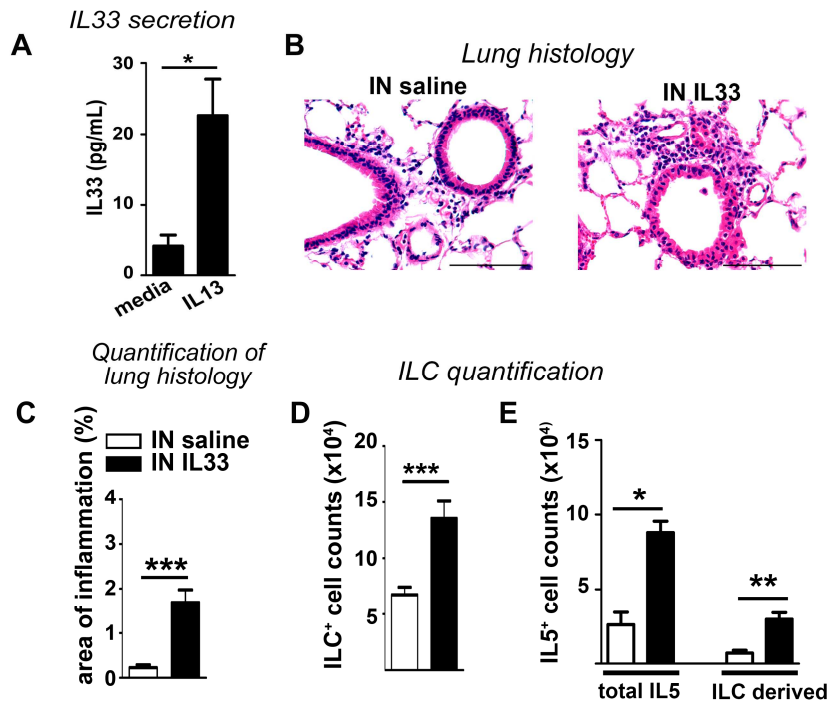 IL33 secretion
A
*
30
20
10
0
IL33 (pg/mL)
media
IL13
B
Lung histology
IN saline
IN IL33
Quantification of
lung histology
C
IN saline
IN IL33
area of inflammation (%)
4
3
2
1
0
***
ILC quantification
D
ILC⁺ cell counts (x10⁴)
20
15
10
5
***
E
IL5⁺ cell counts (x10⁴)
15
10
5
*
**
total IL5
ILC derived